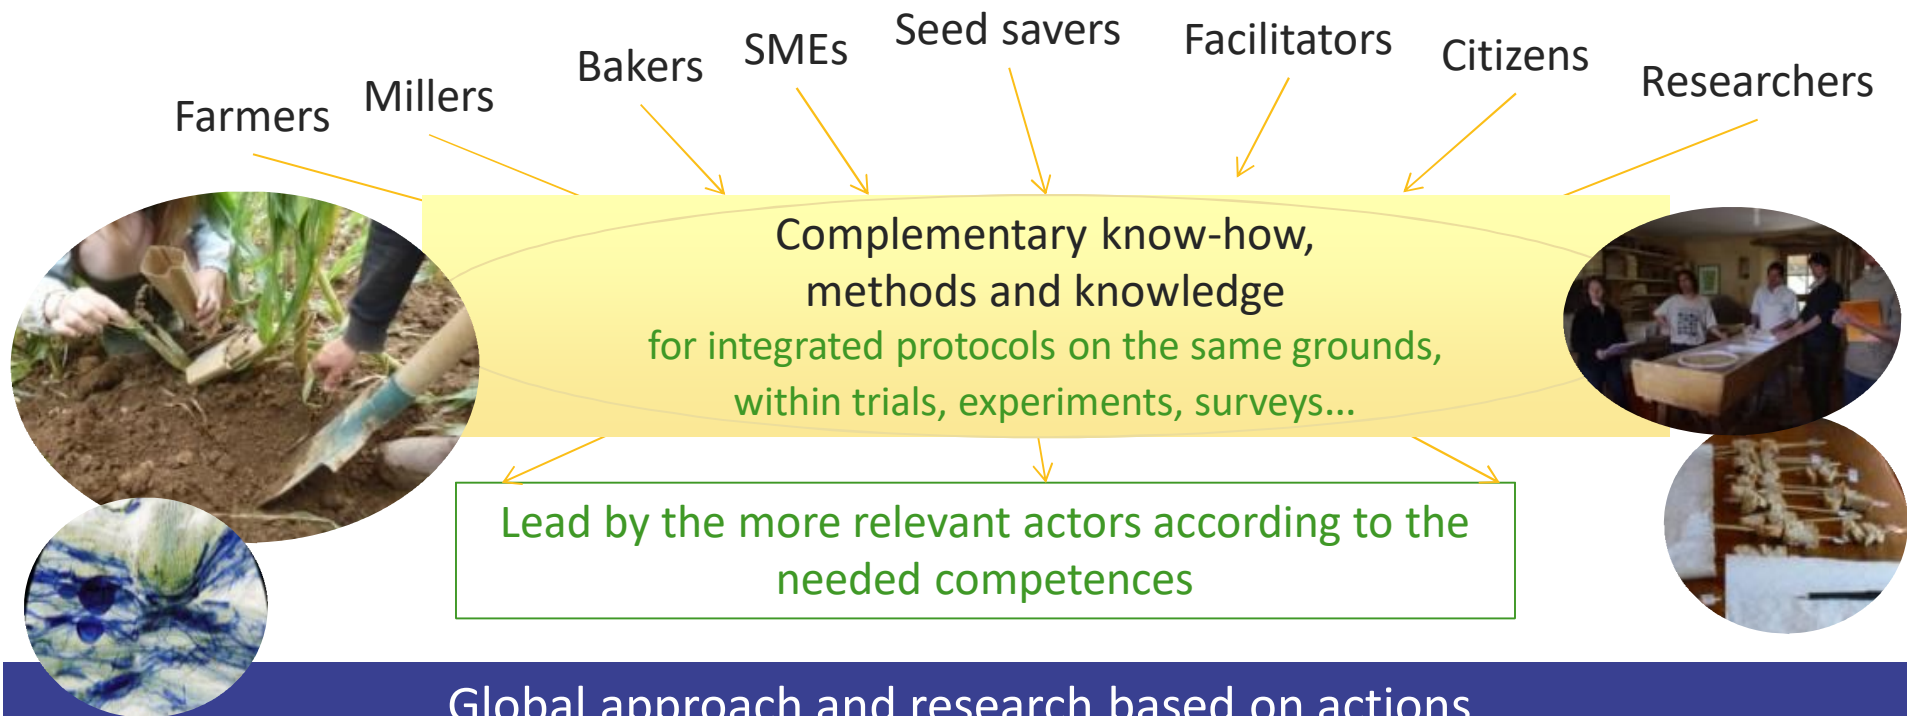 Farmers
Millers
Bakers
SMEs
Seed savers
Facilitators
Citizens
Researchers
Complementary know-how,
methods and knowledge
for integrated protocols on the same grounds,
within trials, experiments, surveys...
Lead by the more relevant actors according to the
needed competences
Global approach and research based on actions